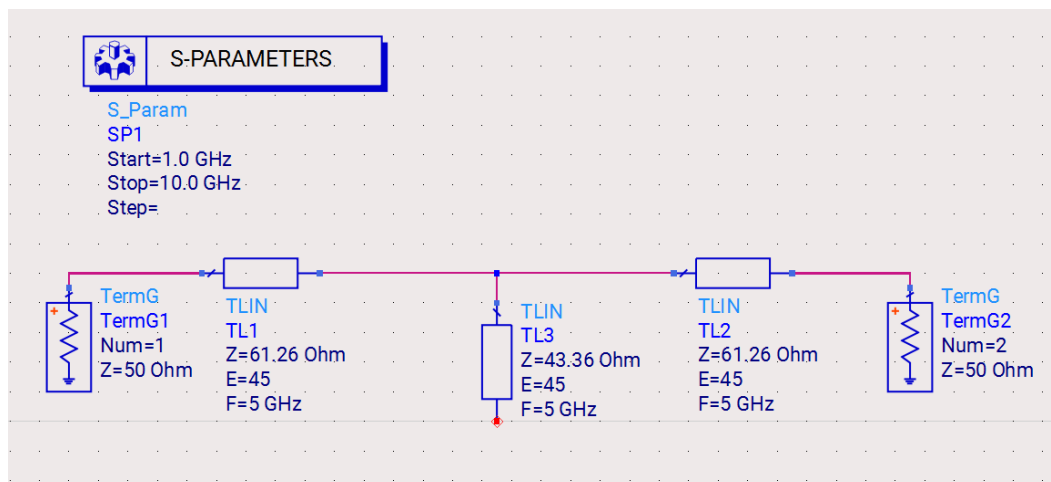 S-PARAMETERS
S_Param
SP1
Start=1.0 GHz
Stop=10.0 GHz
Step=
TermG
TermG1
Num=1
Z=50 Ohm
TLIN
TL1
Z=61.26 Ohm
E=45
F=5 GHz
TLIN
TL3
Z=43.36 Ohm
E=45
F=5 GHz
TLIN
TL2
Z=61.26 Ohm
E=45
F=5 GHz
TermG
TermG2
Num=2
Z=50 Ohm